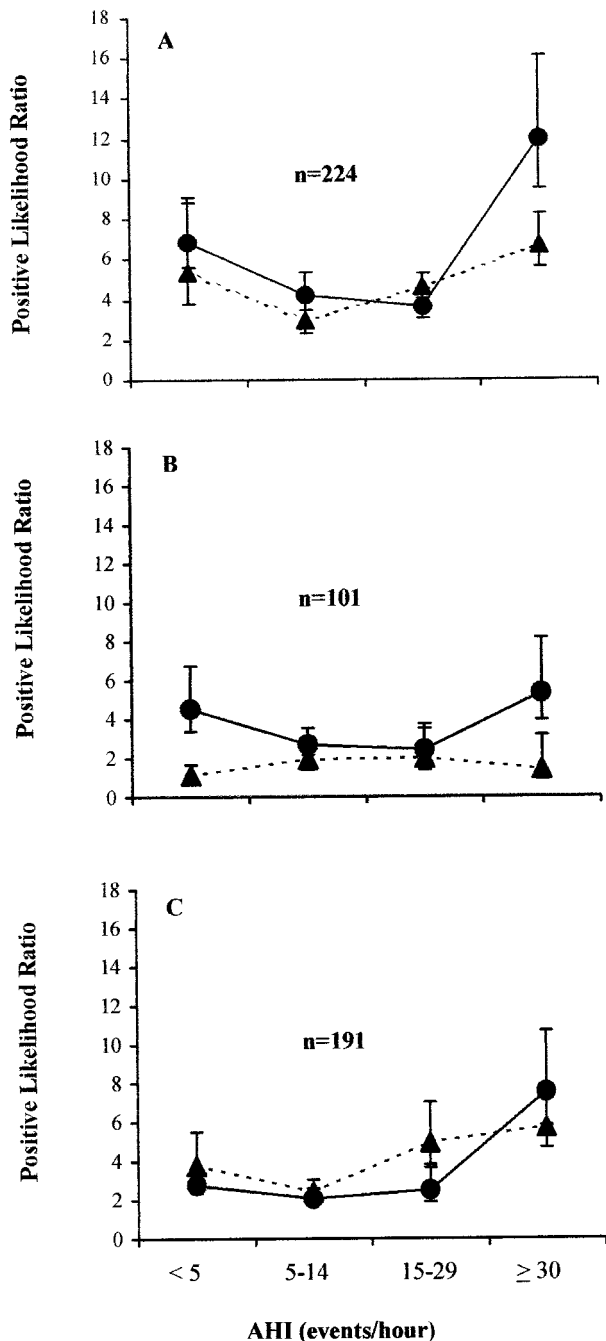 A
18
16
14
12
10
8
6
4
2
0
Positive Likelihood Ratio
n=224
B
18
16
14
12
10
8
6
4
2
0
Positive Likelihood Ratio
n=101
C
18
16
14
12
10
8
6
4
2
0
Positive Likelihood Ratio
n=191
< 5 5-14 15-29 ≥ 30
AHI (events/hour)